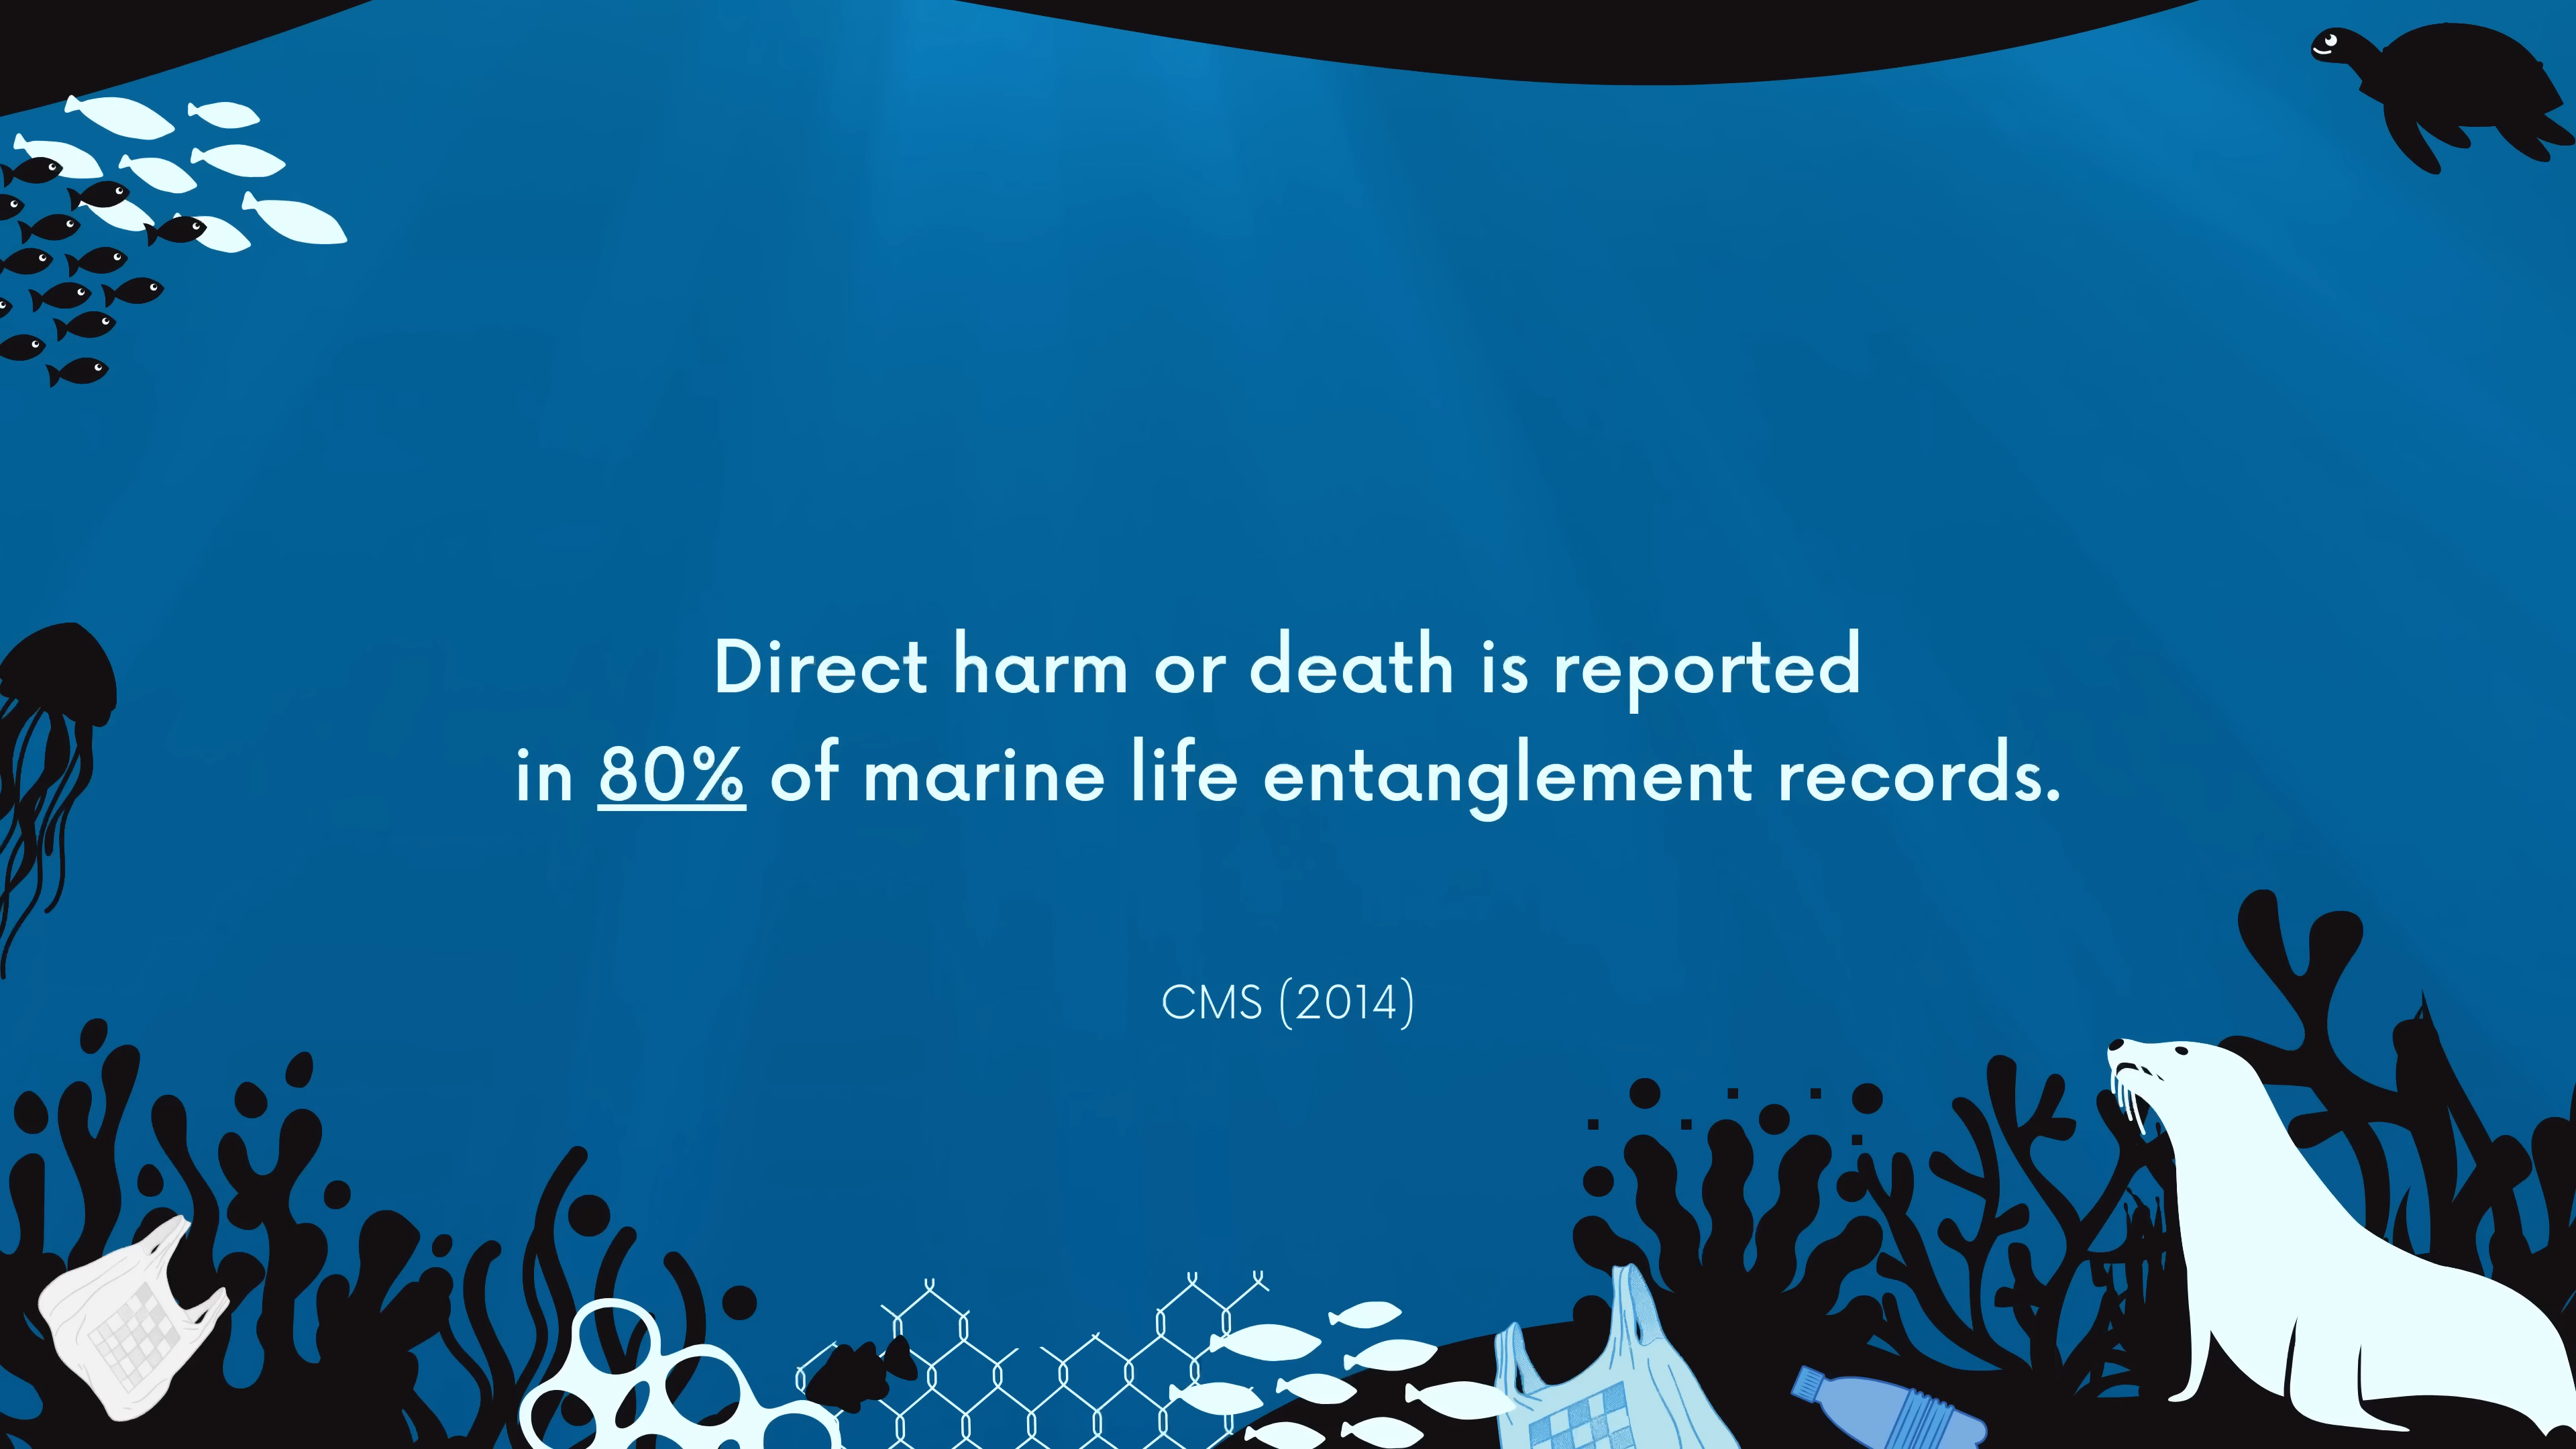 Direct harm or death is reported
in 80% of marine life entanglement records.
CMS (2014)